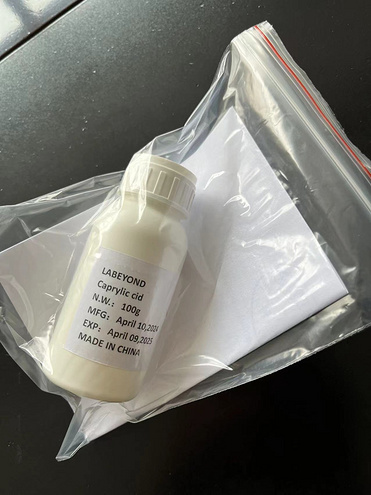 LABEYOND
Caprylic cid
N.W.: 100g
MFG: April 10,2024
EXP: April 09,2025
MADE IN CHINA